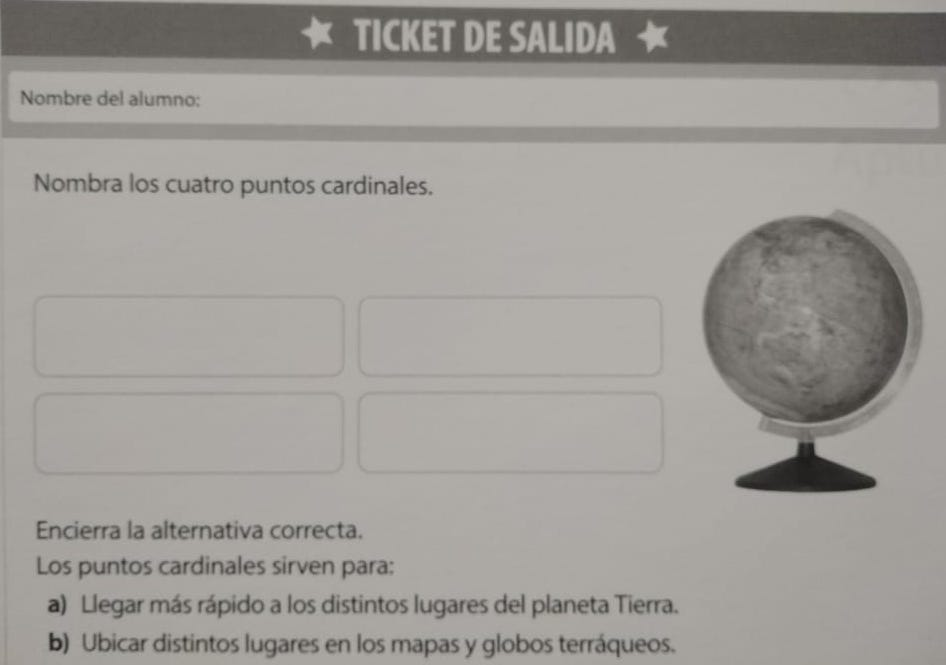 TICKET DE SALIDA
Nombre del alumno:
Nombra los cuatro puntos cardinales.
Encierra la alternativa correcta.
Los puntos cardinales sirven para:
a) Llegar más rápido a los distintos lugares del planeta Tierra.
b) Ubicar distintos lugares en los mapas y globos terráqueos.